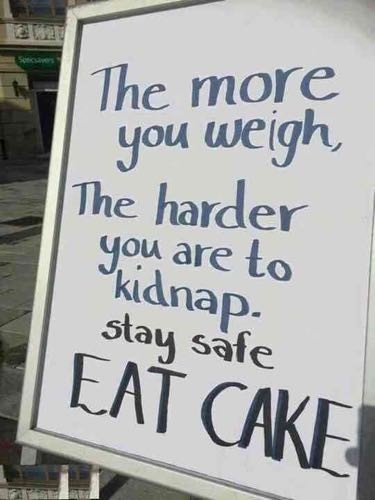 Specsavers
The more
you weigh,
The harder
you are to
kidnap.
stay safe
EAT CAKE